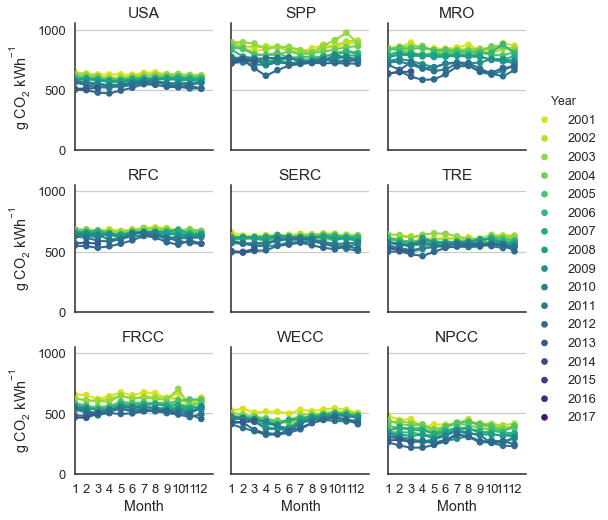 USA SPP MRO
1000
500
0
g CO₂ kWh⁻¹
RFC SERC TRE
1000
500
0
g CO₂ kWh⁻¹
FRCC WECC NPCC
1000
500
0
g CO₂ kWh⁻¹
1 2 3 4 5 6 7 8 9 10 11 12 1 2 3 4 5 6 7 8 9 10 11 12 1 2 3 4 5 6 7 8 9 10 11 12
Month Month Month
Year
2001
2002
2003
2004
2005
2006
2007
2008
2009
2010
2011
2012
2013
2014
2015
2016
2017